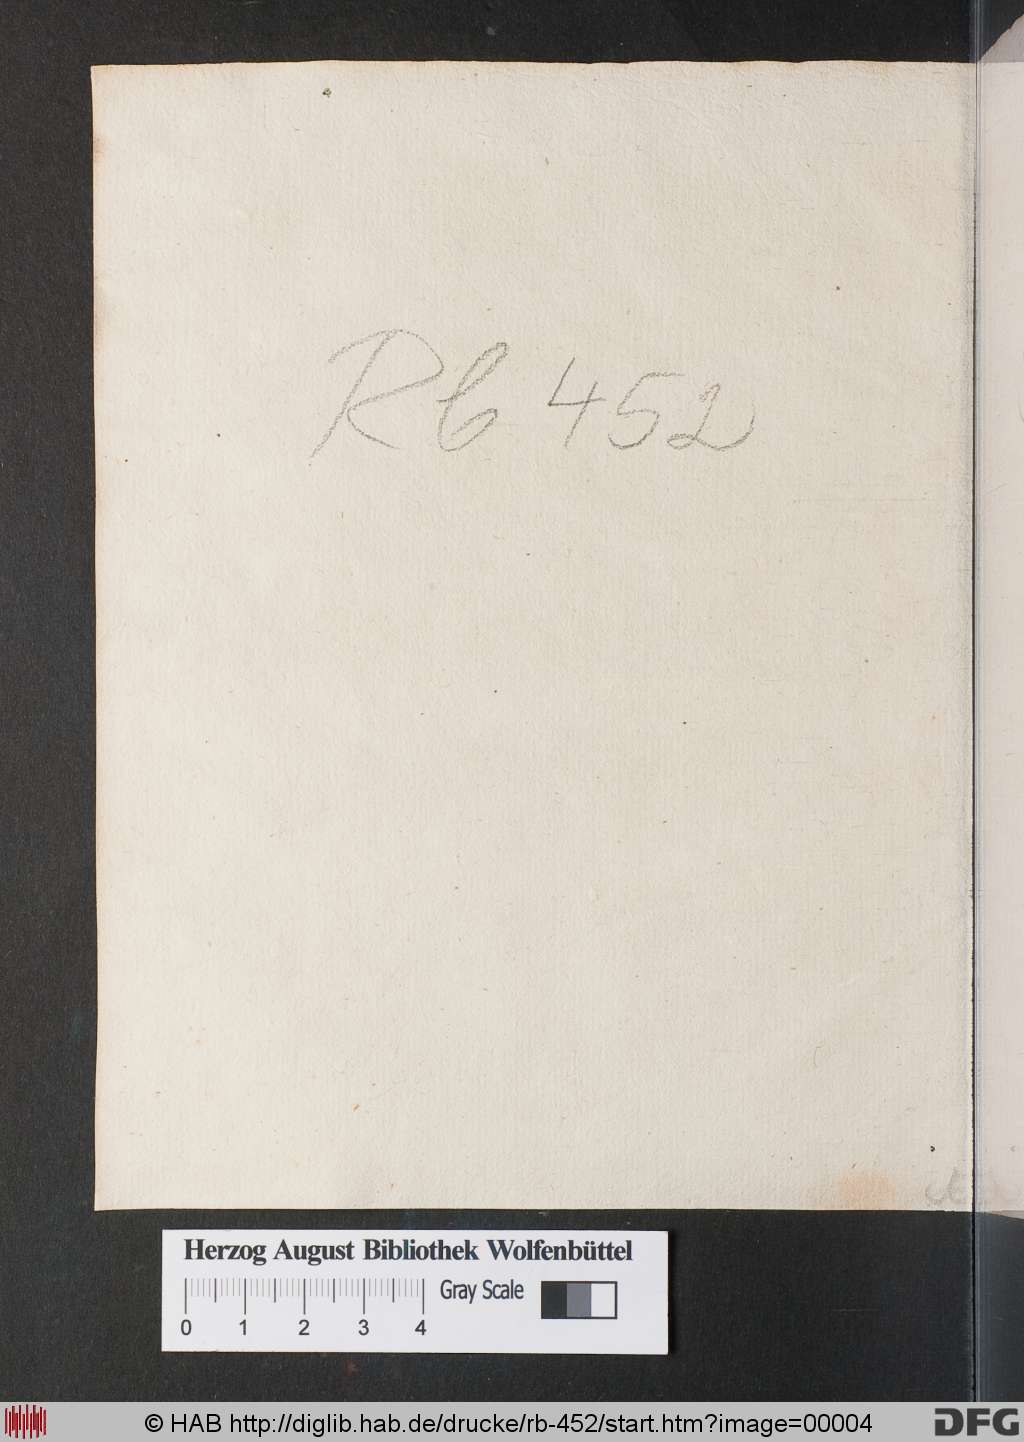 Rb 452
Herzog August Bibliothek Wolfenbüttel
Gray Scale
0 1 2 3 4
© HAB http://diglib.hab.de/drucke/rb-452/start.htm?image=00004
DFG